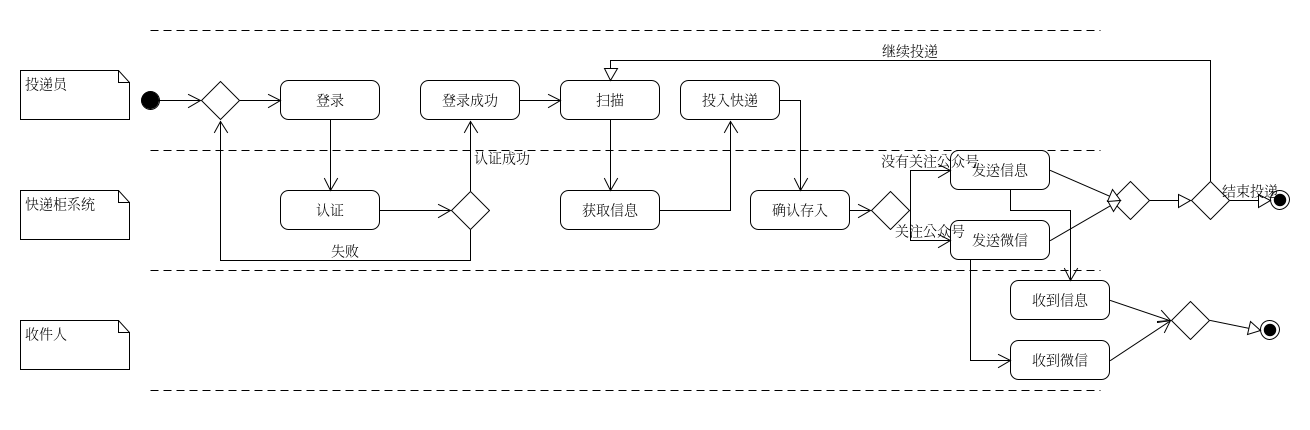 继续投递
投递员
登录
登录成功
扫描
投入快递
认证成功
没有关注公众号
发送信息
快递柜系统
认证
获取信息
确认存入
结束投递
关注公众号
发送微信
失败
收到信息
收件人
收到微信